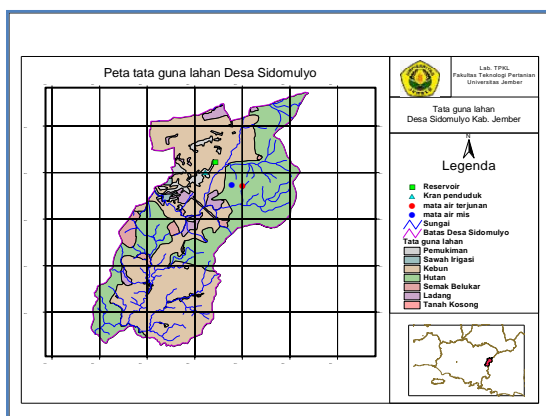 Peta tata guna lahan Desa Sidomulyo
Lab. TPKL
Fakultas Teknologi Pertanian
Universitas Jember
Tata guna lahan
Desa Sidomulyo Kab. Jember
N
Legenda
Reservoir
Kran penduduk
mata air terjunan
mata air mis
Sungai
Batas Desa Sidomulyo
Tata guna lahan
Pemukiman
Sawah Irigasi
Kebun
Hutan
Semak Belukar
Ladang
Tanah Kosong